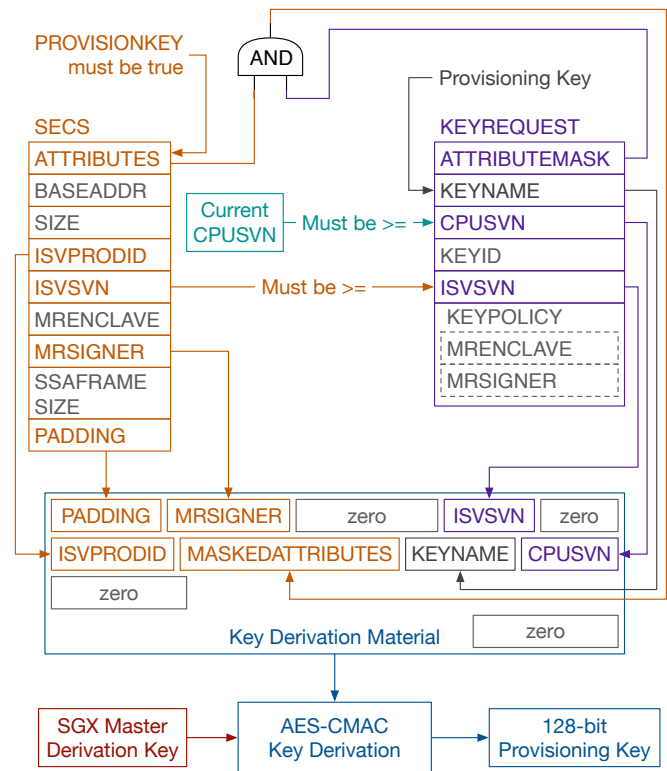 AND
PROVISIONKEY
must be true
Provisioning Key
SECS
ATTRIBUTES
BASEADDR
SIZE
ISVPRODID
ISVSVN
MRENCLAVE
MRSIGNER
SSAFRAME
SIZE
PADDING
Current
CPUSVN
Must be >=
Must be >=
KEYREQUEST
ATTRIBUTEMASK
KEYNAME
CPUSVN
KEYID
ISVSVN
KEYPOLICY
MRENCLAVE
MRSIGNER
PADDING
MRSIGNER
zero
ISVSVN
zero
ISVPRODID
MASKEDATTRIBUTES
KEYNAME
CPUSVN
zero
zero
Key Derivation Material
SGX Master
Derivation Key
AES-CMAC
Key Derivation
128-bit
Provisioning Key